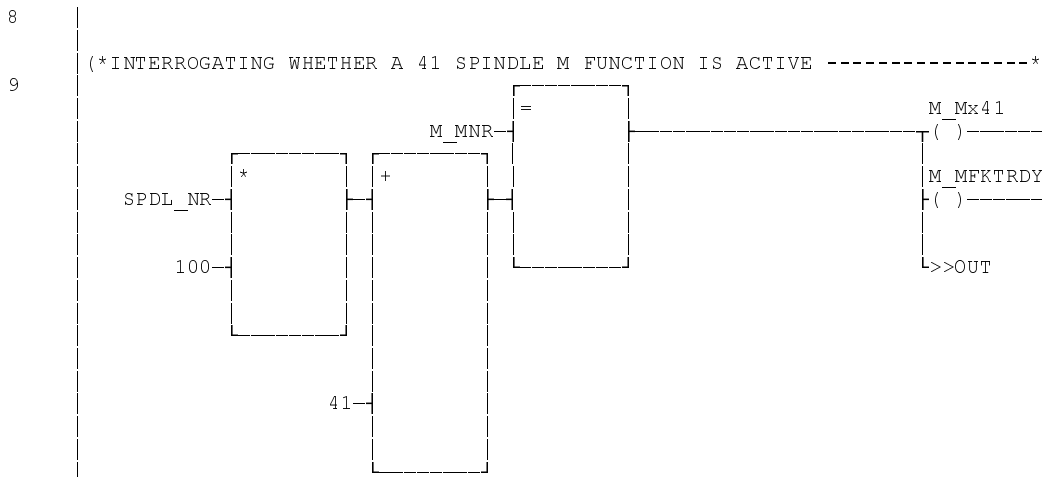 8
(*INTERROGATING WHETHER A 41 SPINDLE M FUNCTION IS ACTIVE ----------------*
9
= M_Mx41
M_MNR ( )
* + M_MFKTRDY
SPDL_NR ( )
100 >>OUT
41